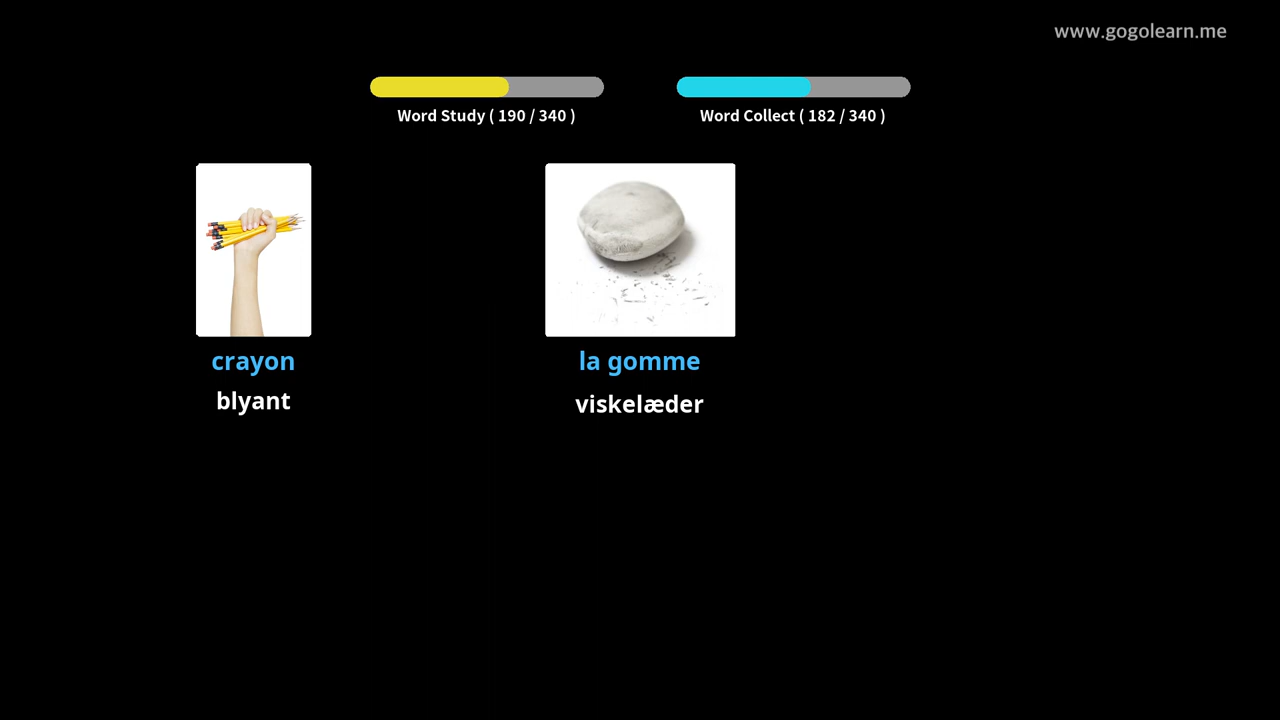 www.gogolearn.me
Word Study ( 190 / 340 )
Word Collect ( 182 / 340 )
crayon
blyant
la gomme
viskelæder